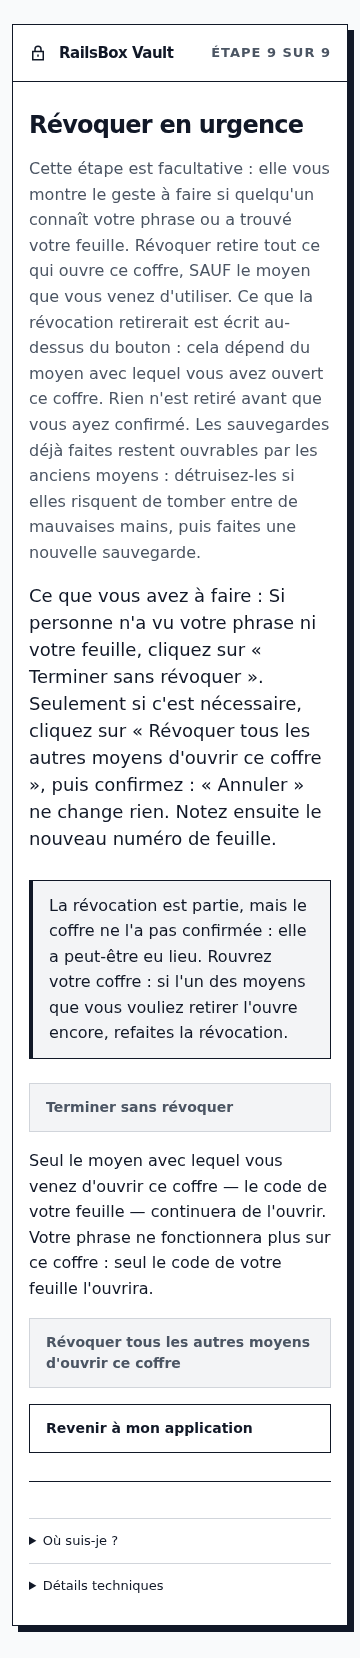 RailsBox Vault
ÉTAPE 9 SUR 9
Révoquer en urgence
Cette étape est facultative : elle vous
montre le geste à faire si quelqu'un
connaît votre phrase ou a trouvé
votre feuille. Révoquer retire tout ce
qui ouvre ce coffre, SAUF le moyen
que vous venez d'utiliser. Ce que la
révocation retirerait est écrit au-
dessus du bouton : cela dépend du
moyen avec lequel vous avez ouvert
ce coffre. Rien n'est retiré avant que
vous ayez confirmé. Les sauvegardes
déjà faites restent ouvrables par les
anciens moyens : détruisez-les si
elles risquent de tomber entre de
mauvaises mains, puis faites une
nouvelle sauvegarde.
Ce que vous avez à faire : Si
personne n'a vu votre phrase ni
votre feuille, cliquez sur «
Terminer sans révoquer ».
Seulement si c'est nécessaire,
cliquez sur « Révoquer tous les
autres moyens d'ouvrir ce coffre
», puis confirmez : « Annuler »
ne change rien. Notez ensuite le
nouveau numéro de feuille.
La révocation est partie, mais le
coffre ne l'a pas confirmée : elle
a peut-être eu lieu. Rouvrez
votre coffre : si l'un des moyens
que vous vouliez retirer l'ouvre
encore, refaites la révocation.
Terminer sans révoquer
Seul le moyen avec lequel vous
venez d'ouvrir ce coffre — le code de
votre feuille — continuera de l'ouvrir.
Votre phrase ne fonctionnera plus sur
ce coffre : seul le code de votre
feuille l'ouvrira.
Révoquer tous les autres moyens
d'ouvrir ce coffre
Revenir à mon application
Où suis-je ?
Détails techniques